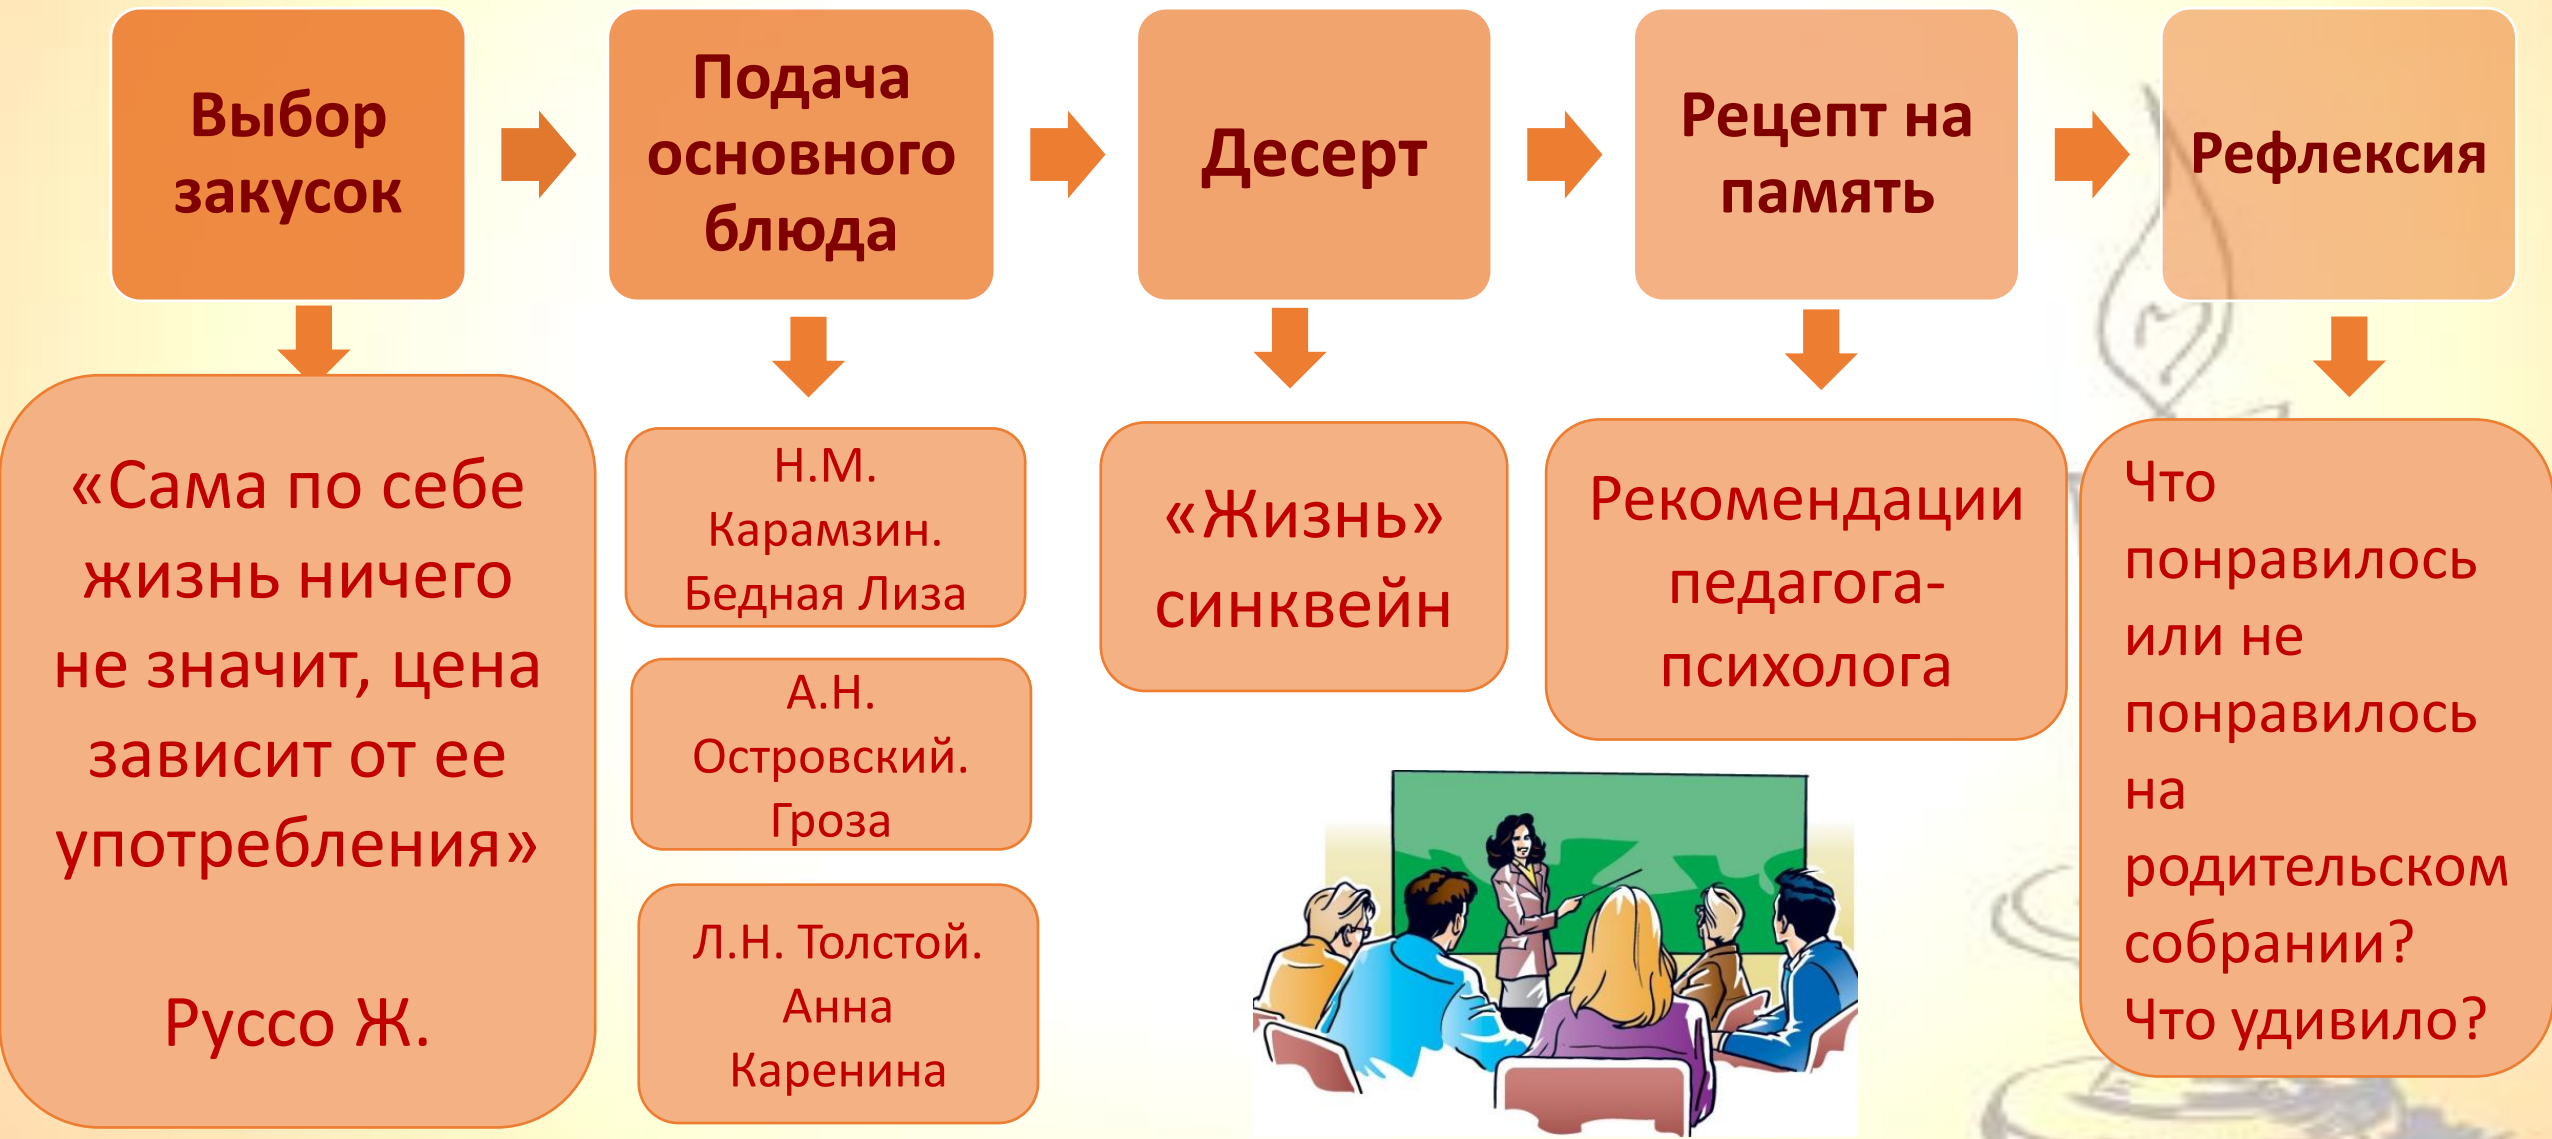 Выбор
закусок
Подача
основного
блюда
Десерт
Рецепт на
память
Рефлексия
«Сама по себе
жизнь ничего
не значит, цена
зависит от ее
употребления»
Руссо Ж.
Н.М.
Карамзин.
Бедная Лиза
А.Н.
Островский.
Гроза
Л.Н. Толстой.
Анна
Каренина
«Жизнь»
синквейн
Рекомендации
педагога-
психолога
Что
понравилось
или не
понравилось
на
родительском
собрании?
Что удивило?